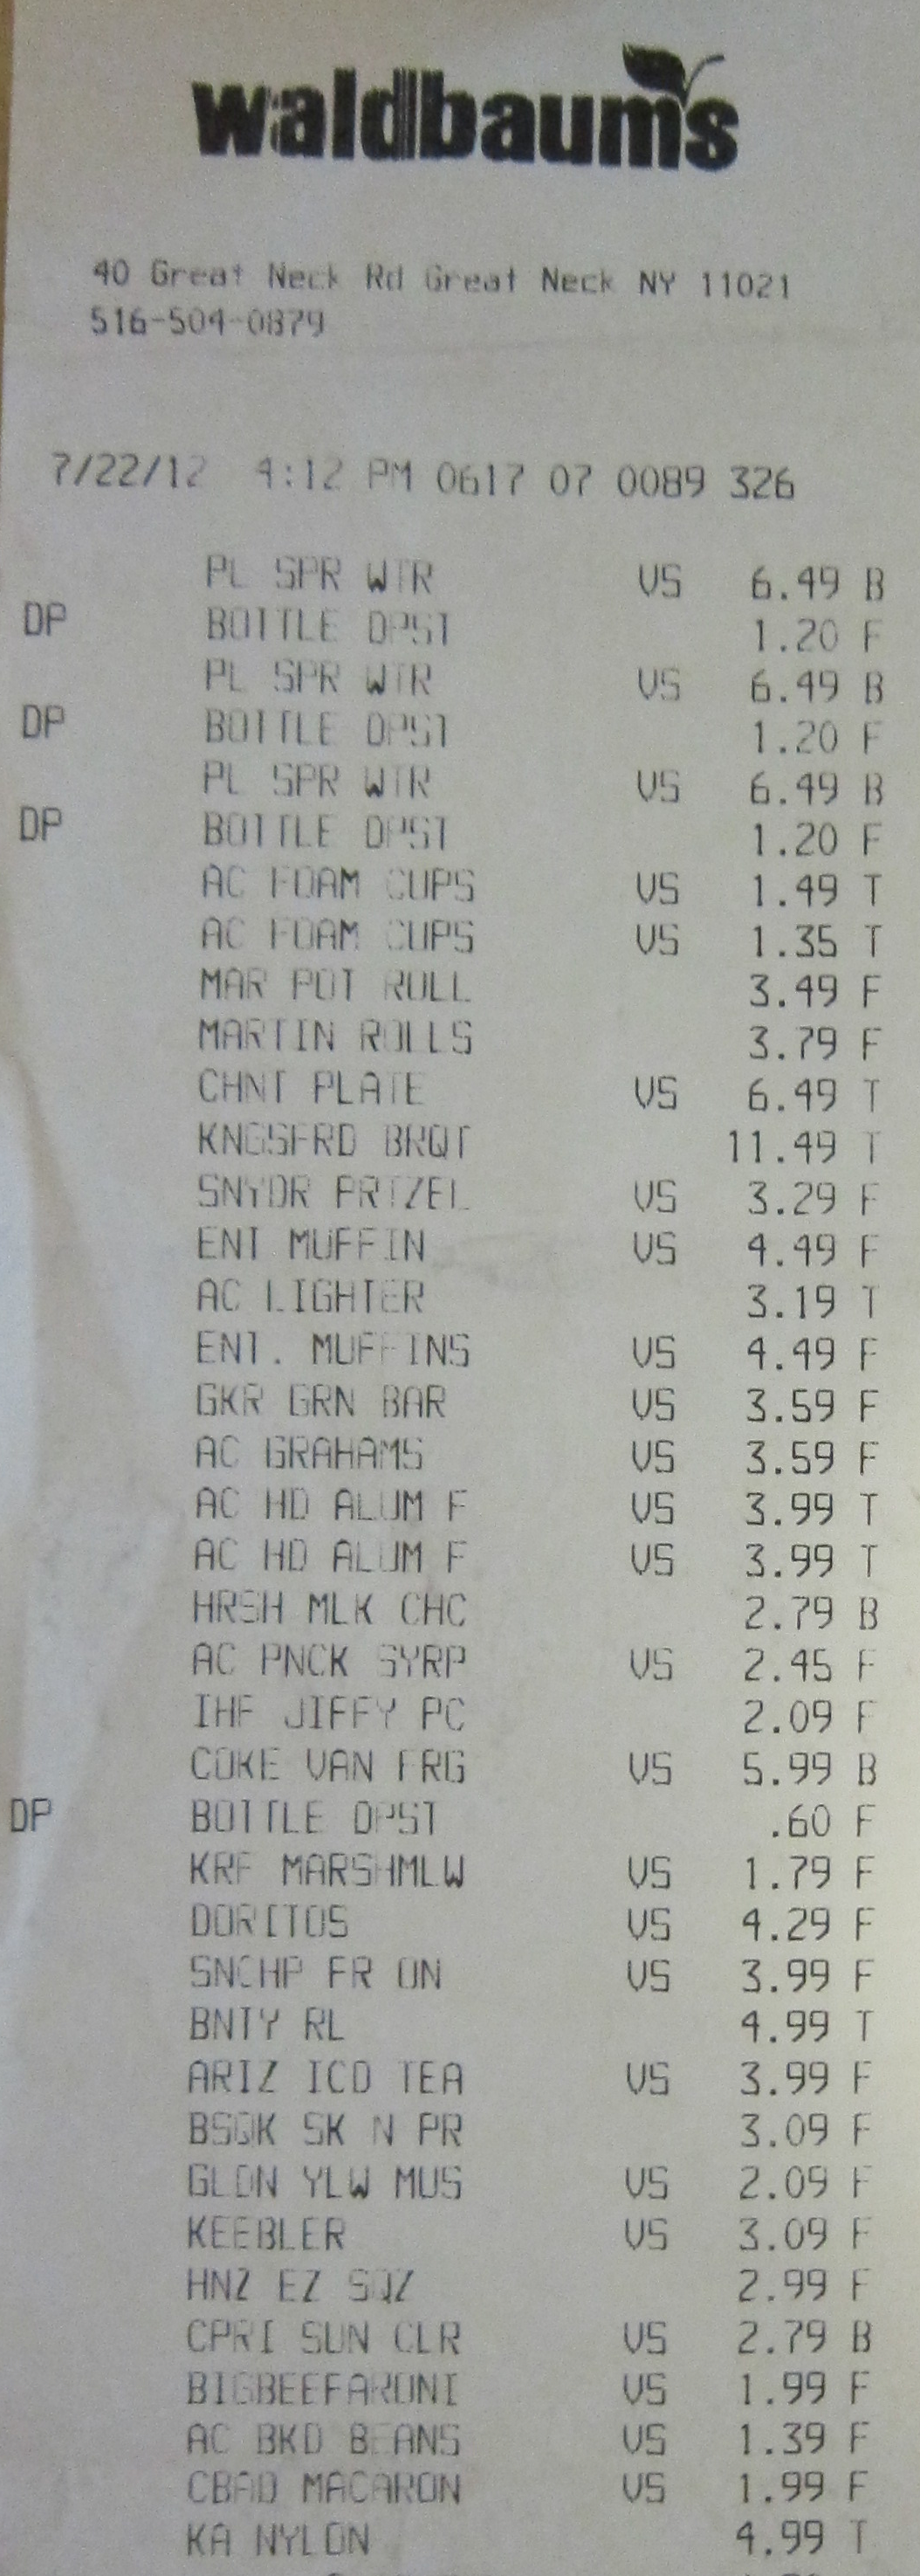 waldbaum's
40 Great Neck Rd Great Neck NY 11021
516-504-0879
7/22/12 4:12 PM 0617 07 0089 326
PL SPR WTR VS 6.49 B
DP BOTTLE DPST 1.20 F
PL SPR WTR VS 6.49 B
DP BOTTLE DPST 1.20 F
PL SPR WTR VS 6.49 B
DP BOTTLE DPST 1.20 F
AC FOAM CUPS VS 1.49 T
AC FOAM CUPS VS 1.35 T
MAR POT ROLL 3.49 F
MARTIN ROLLS 3.79 F
CHNT PLATE VS 6.49 T
KNGSFRD BRQT 11.49 T
SNYDR PRTZEL VS 3.29 F
ENT MUFFIN VS 4.49 F
AC LIGHTER 3.19 T
ENT. MUFFINS VS 4.49 F
GKR GRN BAR VS 3.59 F
AC GRAHAMS VS 3.59 F
AC HD ALUM F VS 3.99 T
AC HD ALUM F VS 3.99 T
HRSH MLK CHC 2.79 B
AC PNCK SYRP VS 2.45 F
IHF JIFFY PC 2.09 F
COKE VAN FRG VS 5.99 B
DP BOTTLE DPST .60 F
KRF MARSHMLW VS 1.79 F
DORITOS VS 4.29 F
SNCHP FR ON VS 3.99 F
BNTY RL 4.99 T
ARIZ ICD TEA VS 3.99 F
BSQK SK N PR 3.09 F
GLDN YLW MUS VS 2.09 F
KEEBLER VS 3.09 F
HNZ EZ SQZ 2.99 F
CPRI SUN CLR VS 2.79 B
BIGBEEFARONI VS 1.99 F
AC BKD BEANS VS 1.39 F
CBAD MACARON VS 1.99 F
KA NYLON 4.99 T